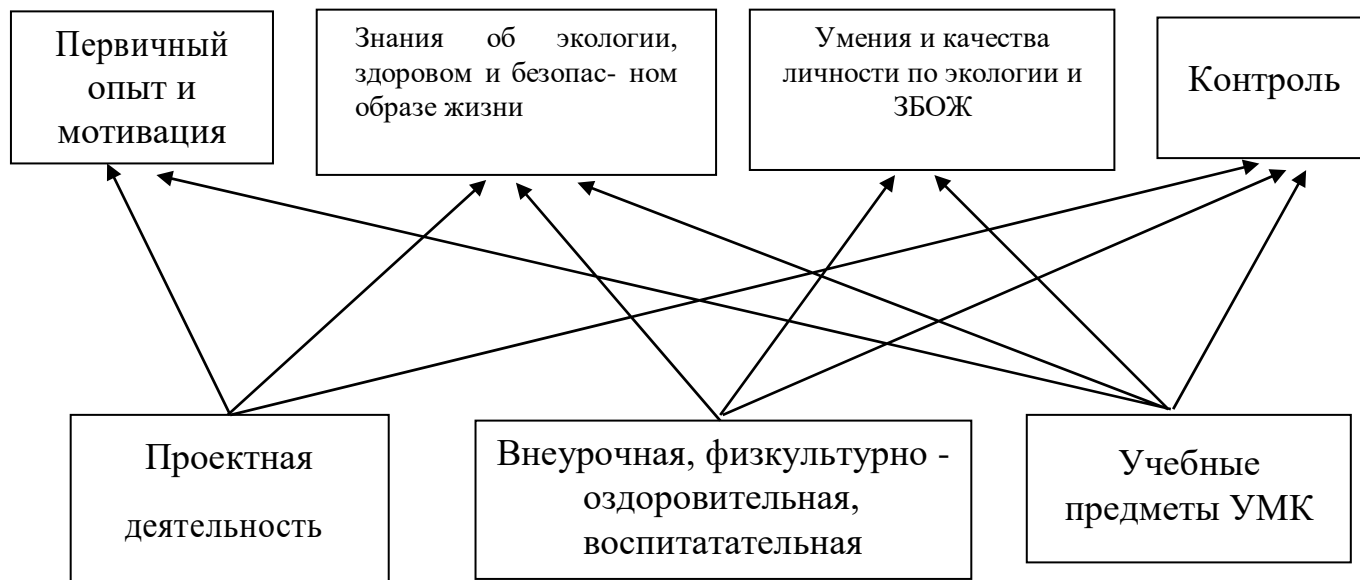 Первичный
опыт и
мотивация
Знания об экологии,
здоровом и безопас- ном
образе жизни
Умения и качества
личности по экологии и
ЗБОЖ
Контроль
Проектная
деятельность
Внеурочная, физкультурно -
оздоровительная,
воспитатательная
Учебные
предметы УМК